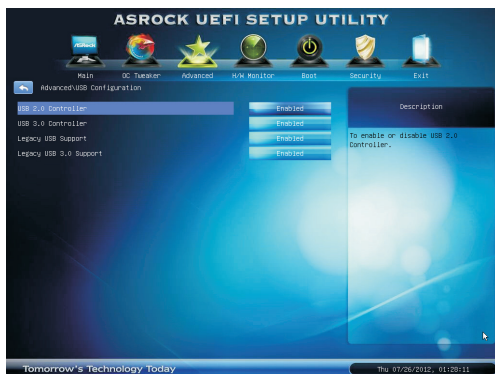 ASROCK UEFI SETUP UTILITY
ASRock
Main OC Tweaker Advanced H/W Monitor Boot Security Exit
Advanced\USB Configuration
USB 2.0 Controller Enabled
USB 3.0 Controller Enabled
Legacy USB Support Enabled
Legacy USB 3.0 Support Enabled
Description
To enable or disable USB 2.0
Controller.
Tomorrow's Technology Today
Thu 07/26/2012, 01:28:11